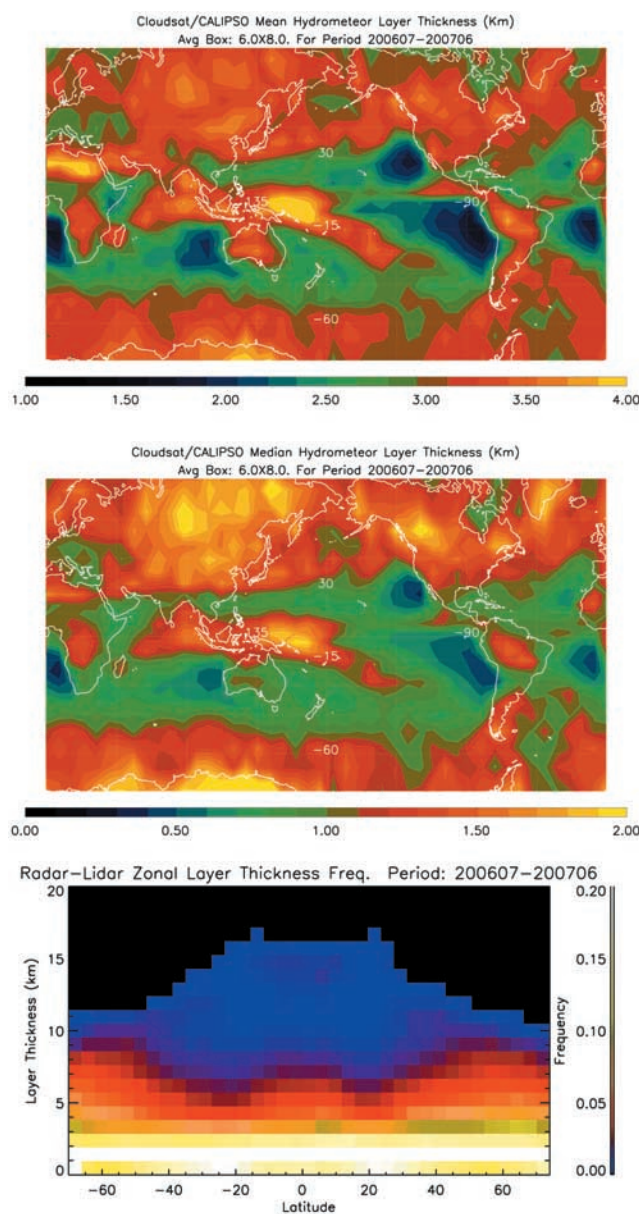 Cloudsat/CALIPSO Mean Hydrometeor Layer Thickness (Km)
Avg Box: 6.0X8.0. For Period 200607-200706
30
135
-90
-15
-60
1.00 1.50 2.00 2.50 3.00 3.50 4.00
Cloudsat/CALIPSO Median Hydrometeor Layer Thickness (Km)
Avg Box: 6.0X8.0. For Period 200607-200706
30
135
-90
-15
-60
0.00 0.50 1.00 1.50 2.00
Radar-Lidar Zonal Layer Thickness Freq. Period: 200607-200706
20
15
10
5
0
Layer Thickness (km)
-60 -40 -20 0 20 40 60
Latitude
0.20
0.15
0.10
0.05
0.00
Frequency